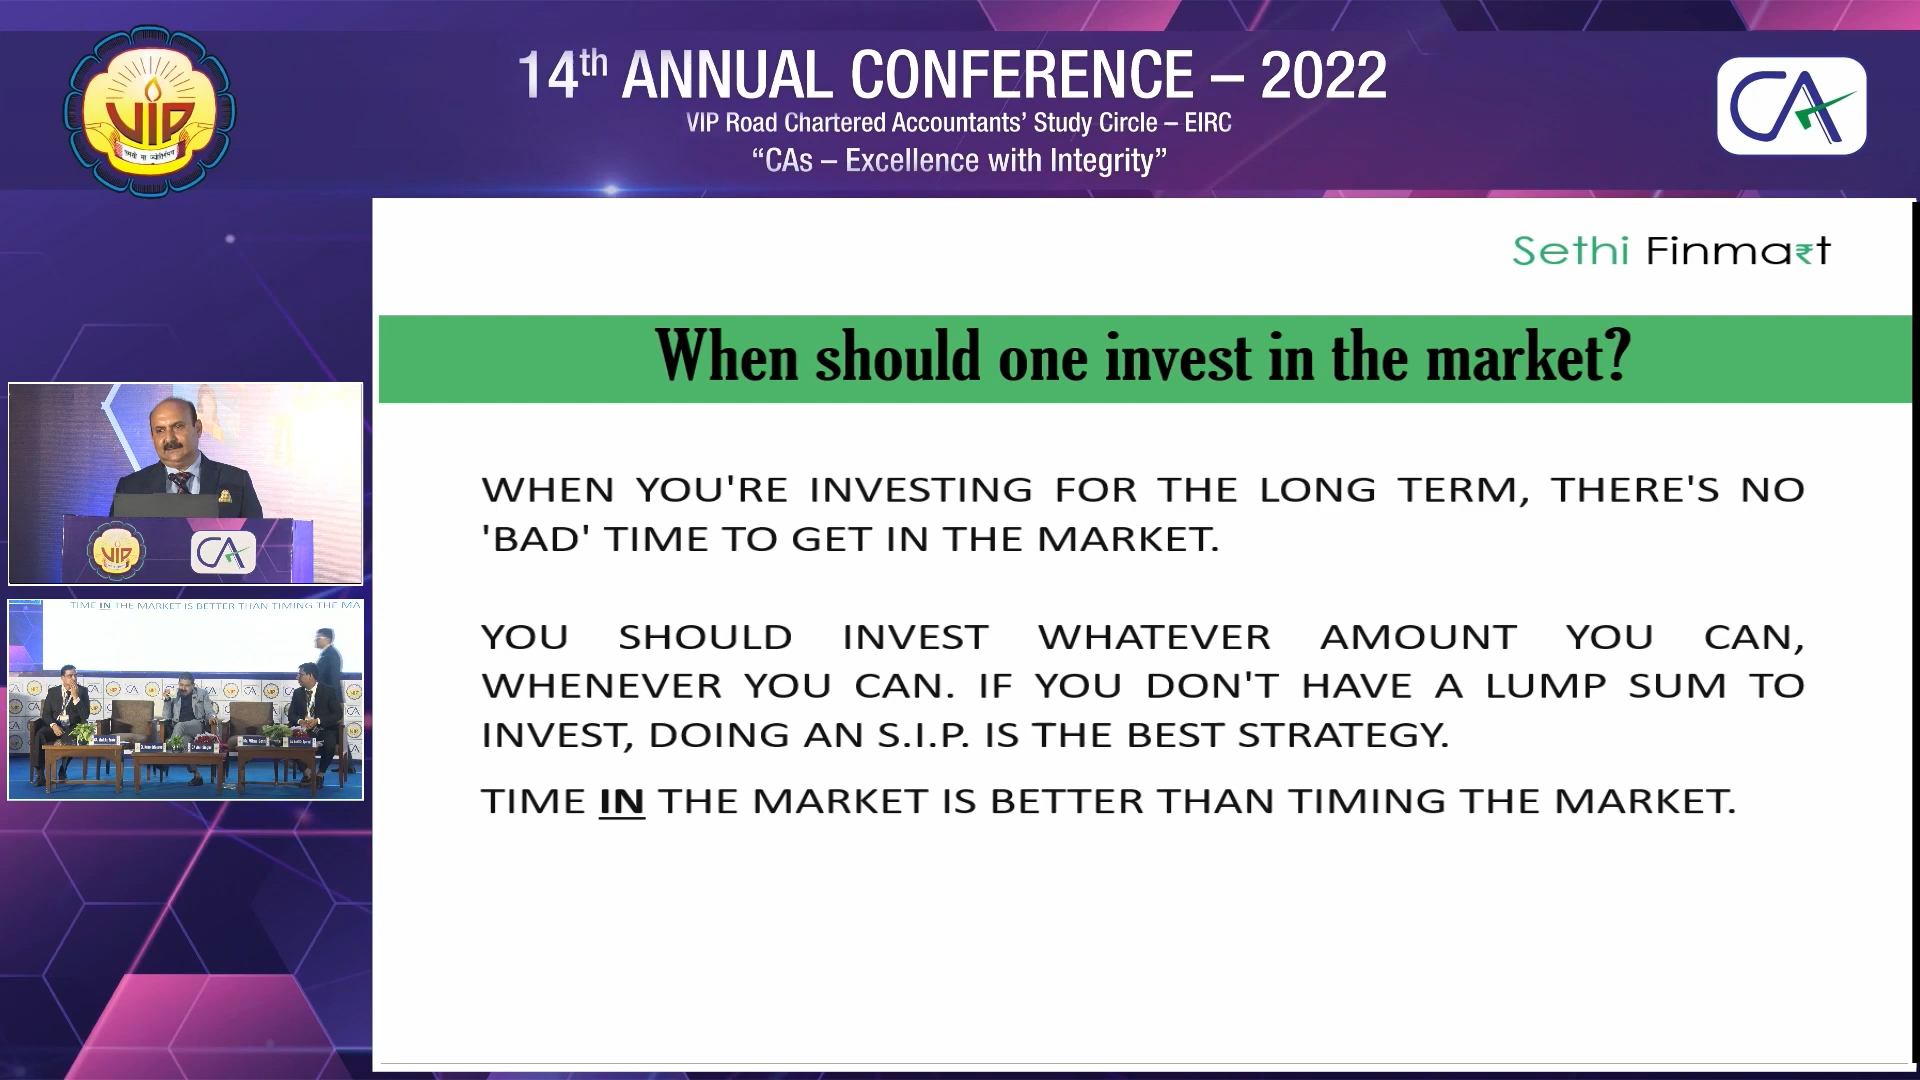 14th ANNUAL CONFERENCE – 2022
VIP Road Chartered Accountants' Study Circle – EIRC
“CAs – Excellence with Integrity”
VIP
CA
Sethi Finma₹t
When should one invest in the market?
WHEN YOU'RE INVESTING FOR THE LONG TERM, THERE'S NO
'BAD' TIME TO GET IN THE MARKET.
YOU SHOULD INVEST WHATEVER AMOUNT YOU CAN,
WHENEVER YOU CAN. IF YOU DON'T HAVE A LUMP SUM TO
INVEST, DOING AN S.I.P. IS THE BEST STRATEGY.
TIME IN THE MARKET IS BETTER THAN TIMING THE MARKET.
VIP
CA
TIME IN THE MARKET IS BETTER THAN TIMING THE MA